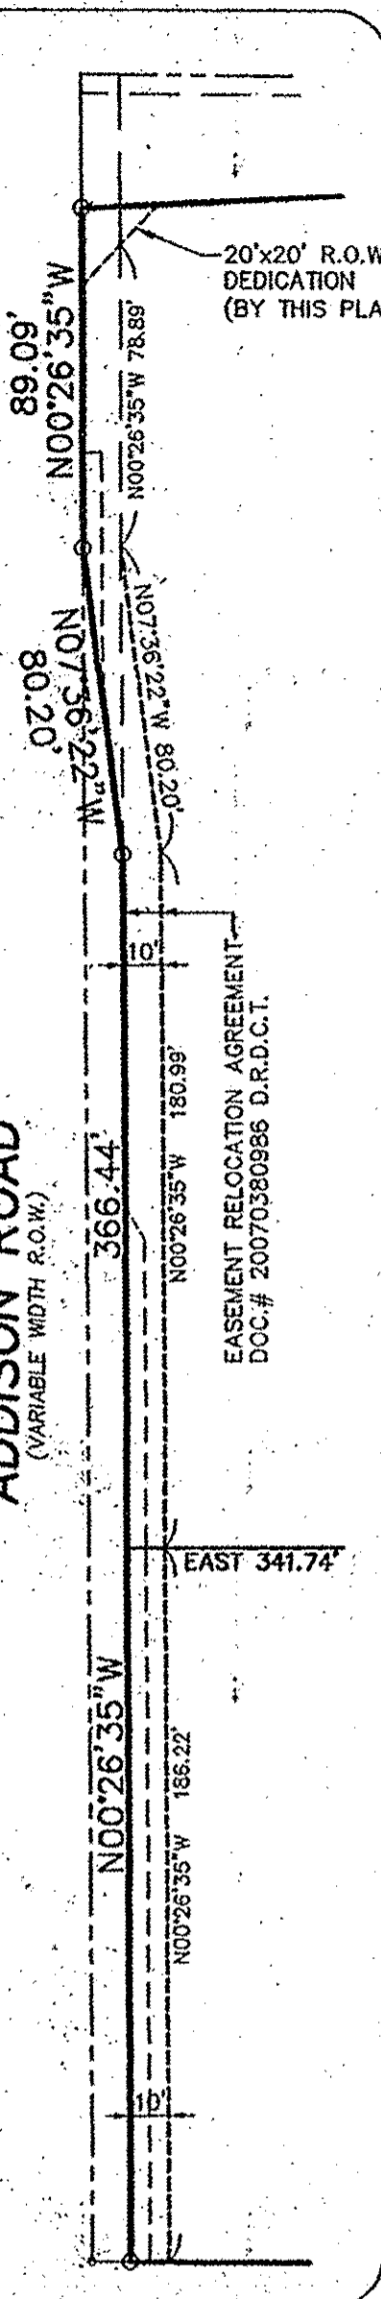 20'x20' R.O.W
DEDICATION
(BY THIS PLA
89.09'
N00°26'35"W
N00°26'35"W 78.89'
N07°36'22"W
80.20'
N07°36'22"W 80.20'
10'
EASEMENT RELOCATION AGREEMENT
DOC.# 20070380986 D.R.D.C.T.
N00°26'35"W 180.99'
366.44'
ADDISON ROAD
(VARIABLE WIDTH R.O.W.)
EAST 341.74'
N00°26'35"W
N00°26'35"W 186.22'
10'